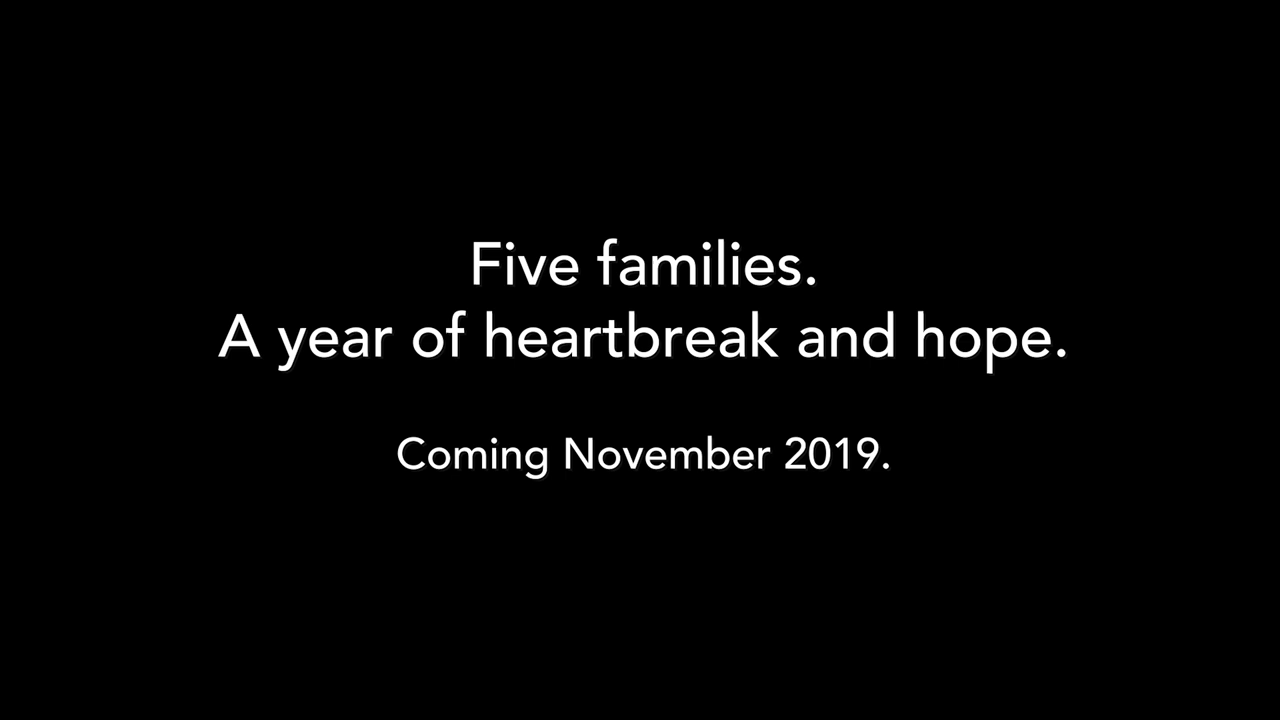 Five families.
A year of heartbreak and hope.
Coming November 2019.